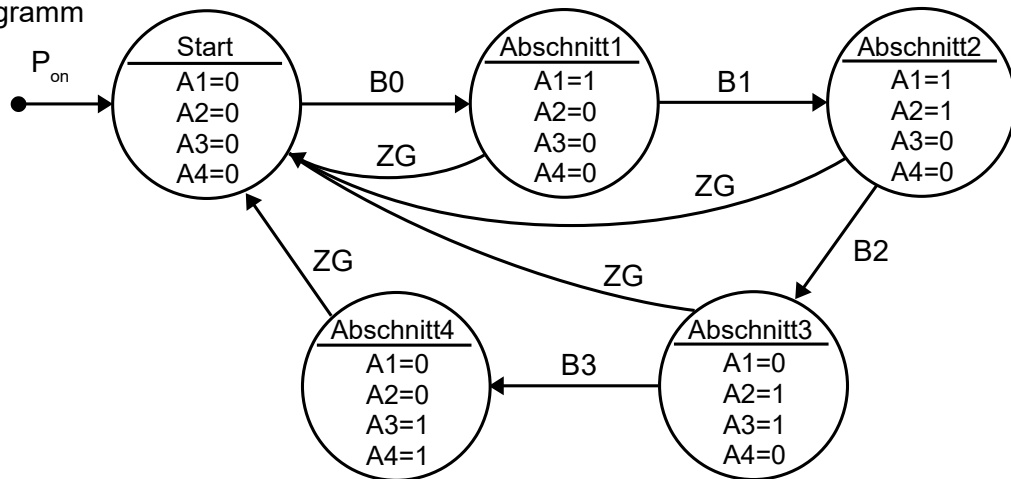 gramm
P_on
Start
A1=0
A2=0
A3=0
A4=0
B0
Abschnitt1
A1=1
A2=0
A3=0
A4=0
B1
Abschnitt2
A1=1
A2=1
A3=0
A4=0
ZG
ZG
B2
ZG
ZG
Abschnitt4
A1=0
A2=0
A3=1
A4=1
B3
Abschnitt3
A1=0
A2=1
A3=1
A4=0